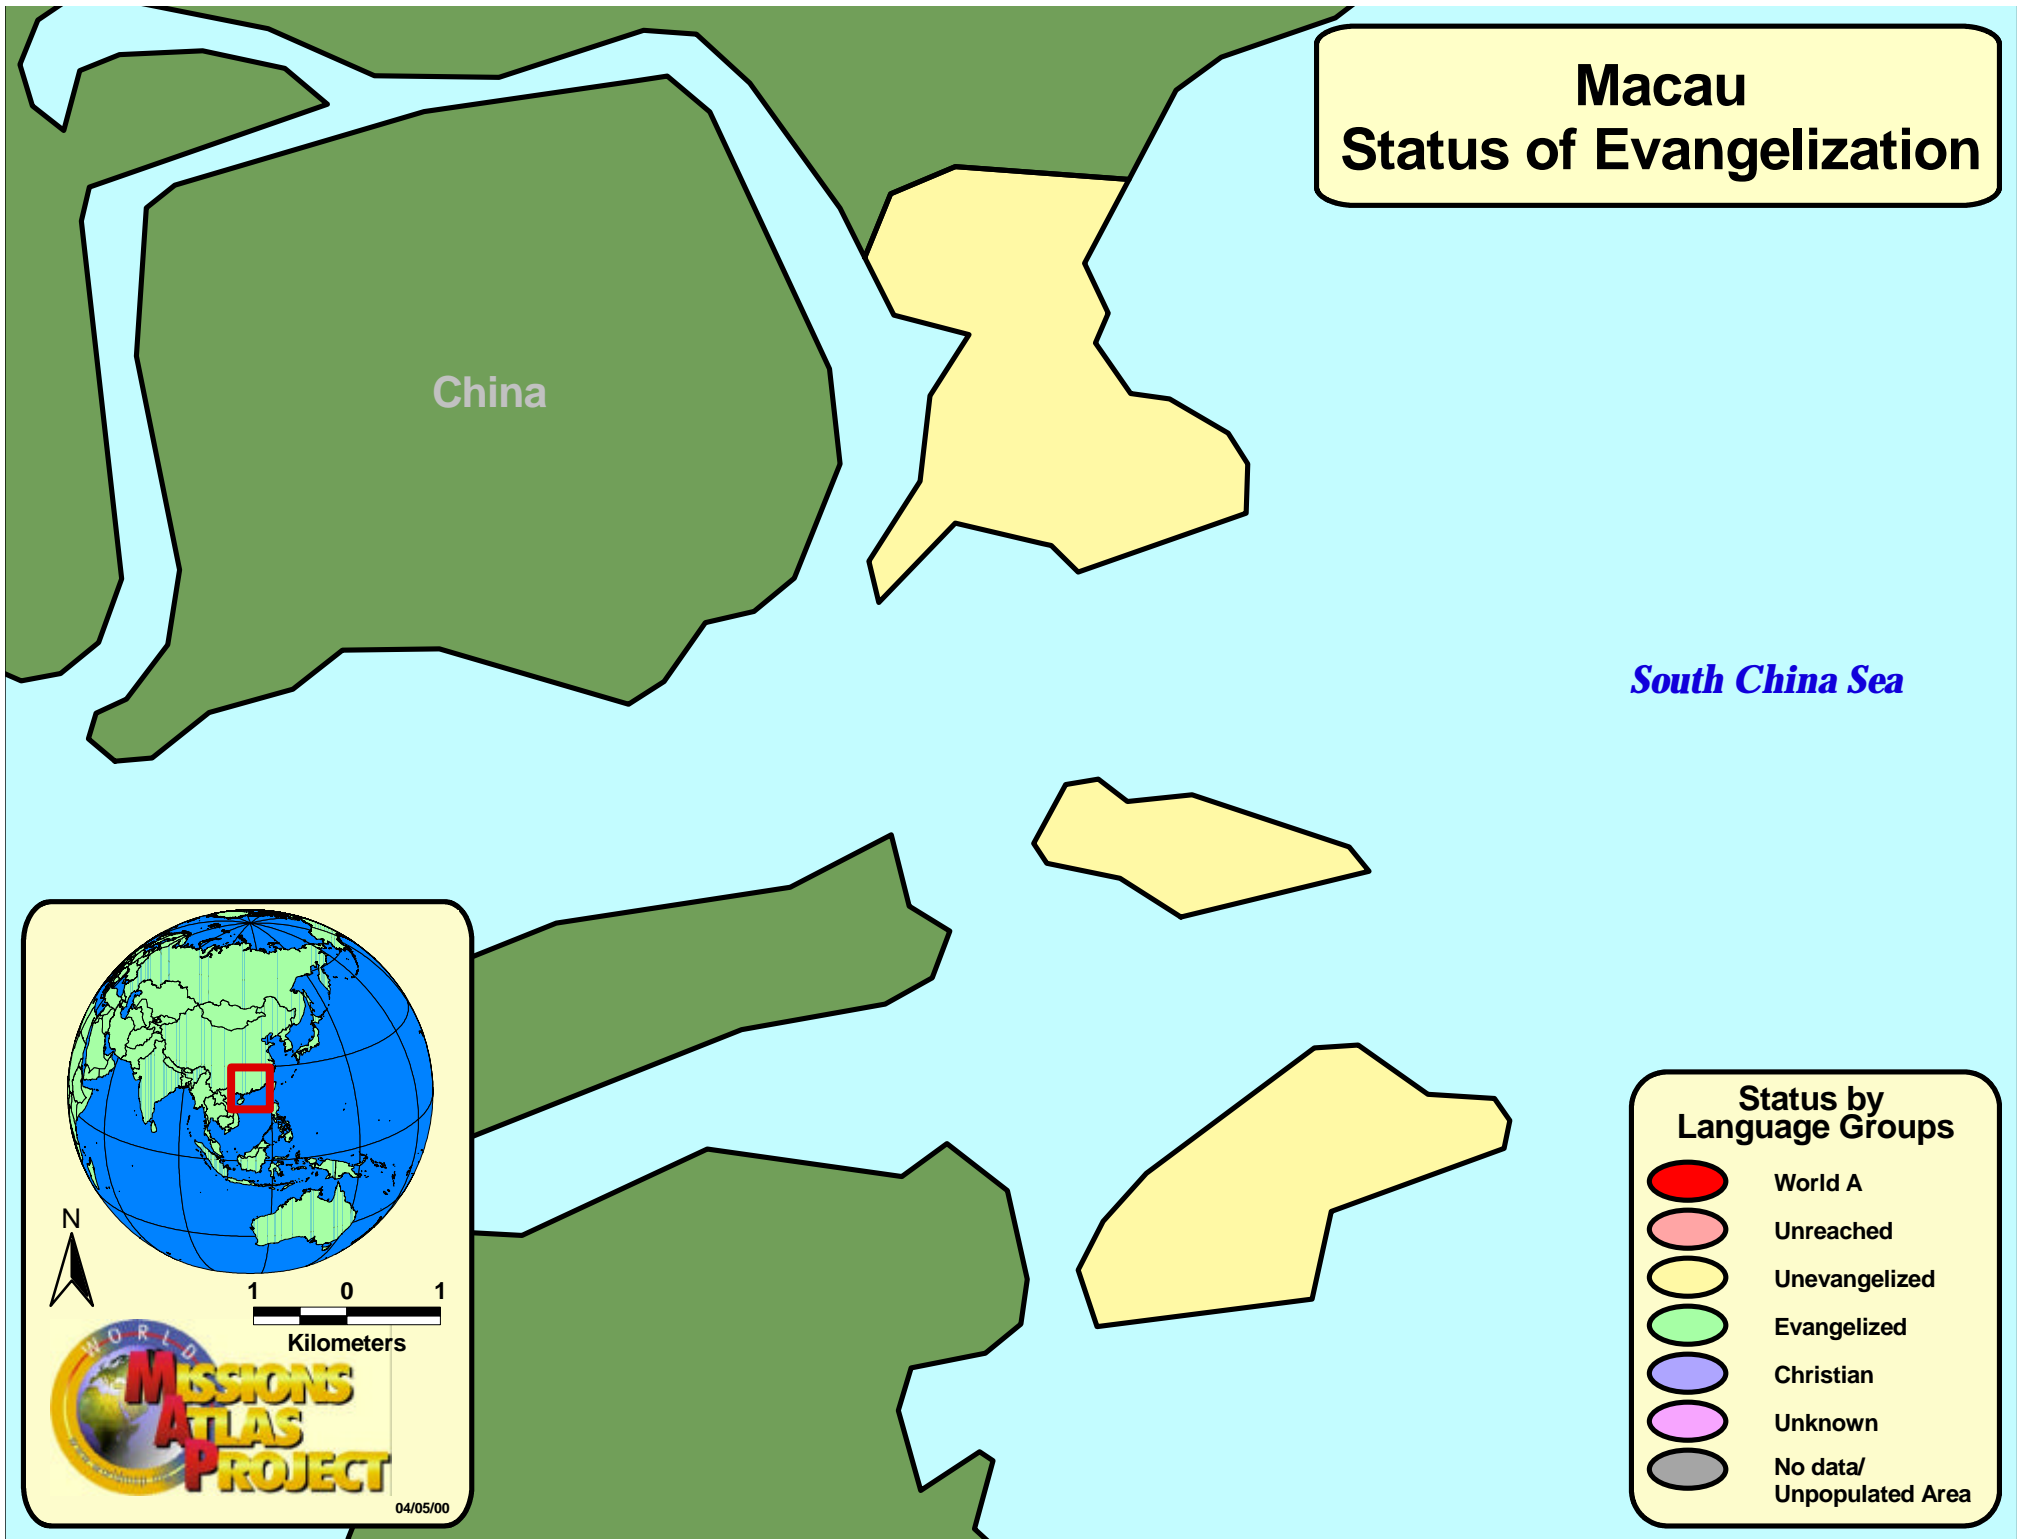 Macau
Status of Evangelization
China
South China Sea
N
1 0 1
Kilometers
WORLD
MISSIONS
ATLAS
PROJECT
04/05/00
Status by
Language Groups
World A
Unreached
Unevangelized
Evangelized
Christian
Unknown
No data/
Unpopulated Area